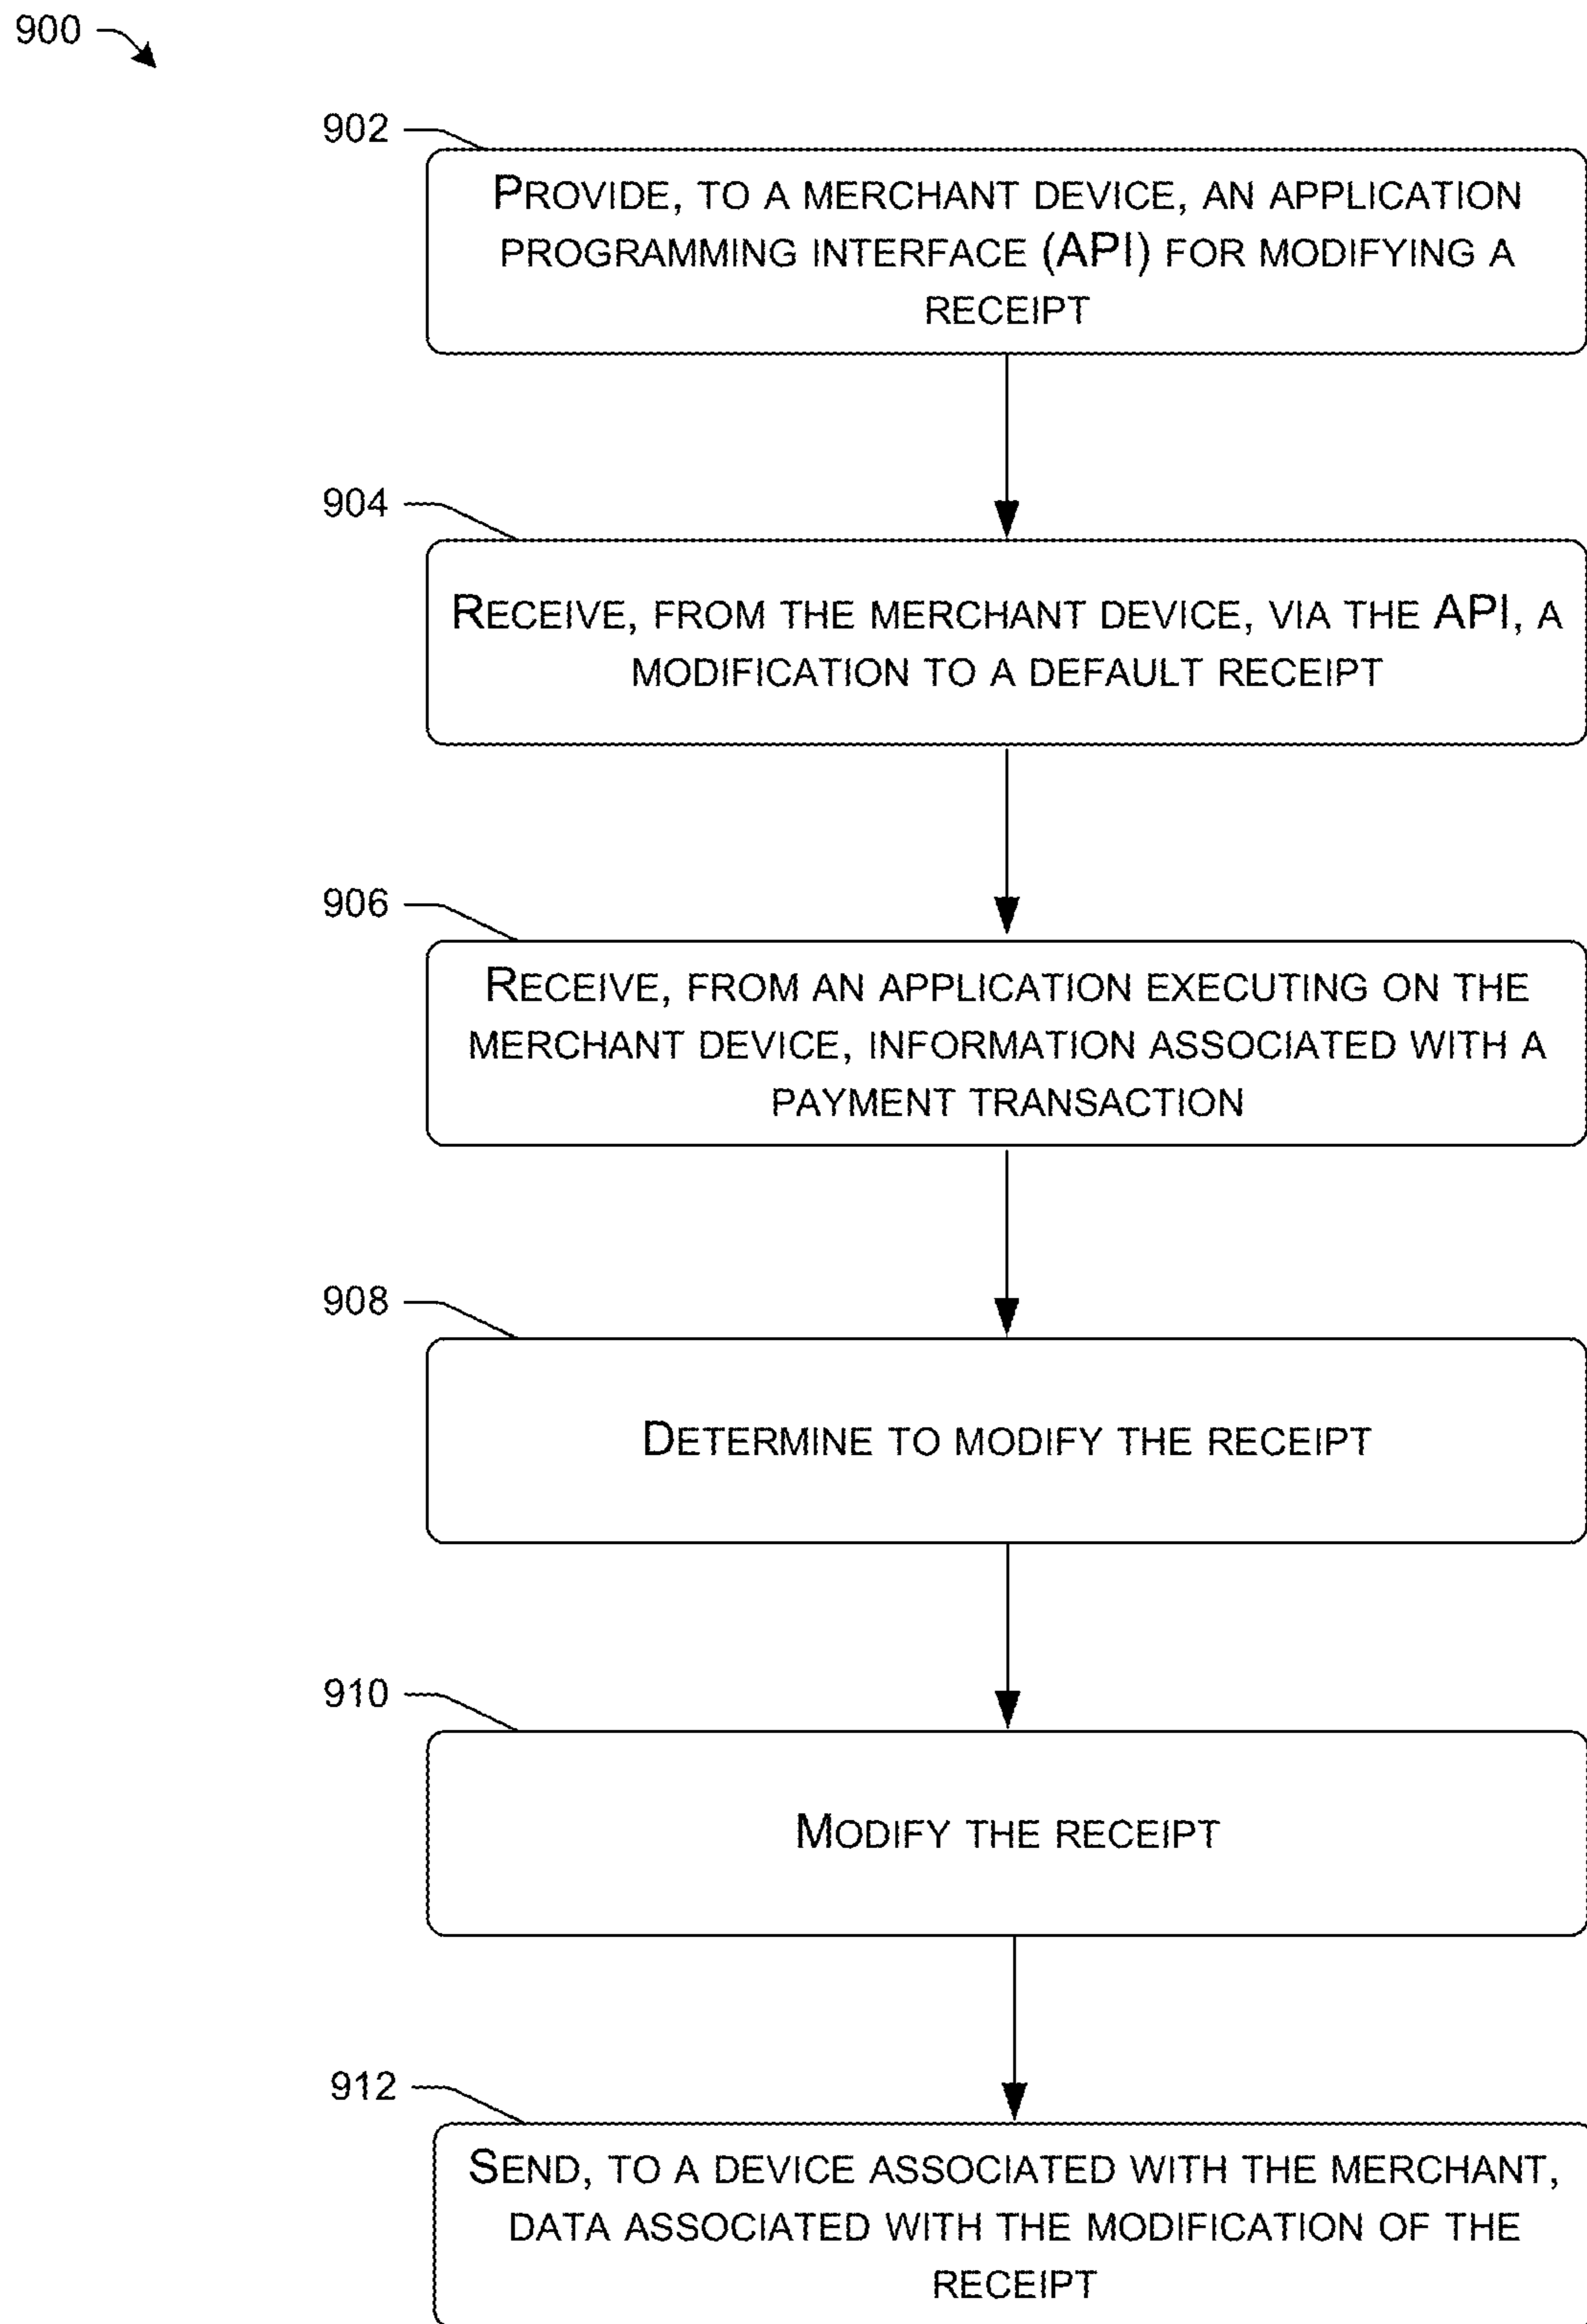 900
902
PROVIDE, TO A MERCHANT DEVICE, AN APPLICATION
PROGRAMMING INTERFACE (API) FOR MODIFYING A
RECEIPT
904
RECEIVE, FROM THE MERCHANT DEVICE, VIA THE API, A
MODIFICATION TO A DEFAULT RECEIPT
906
RECEIVE, FROM AN APPLICATION EXECUTING ON THE
MERCHANT DEVICE, INFORMATION ASSOCIATED WITH A
PAYMENT TRANSACTION
908
DETERMINE TO MODIFY THE RECEIPT
910
MODIFY THE RECEIPT
912
SEND, TO A DEVICE ASSOCIATED WITH THE MERCHANT,
DATA ASSOCIATED WITH THE MODIFICATION OF THE
RECEIPT